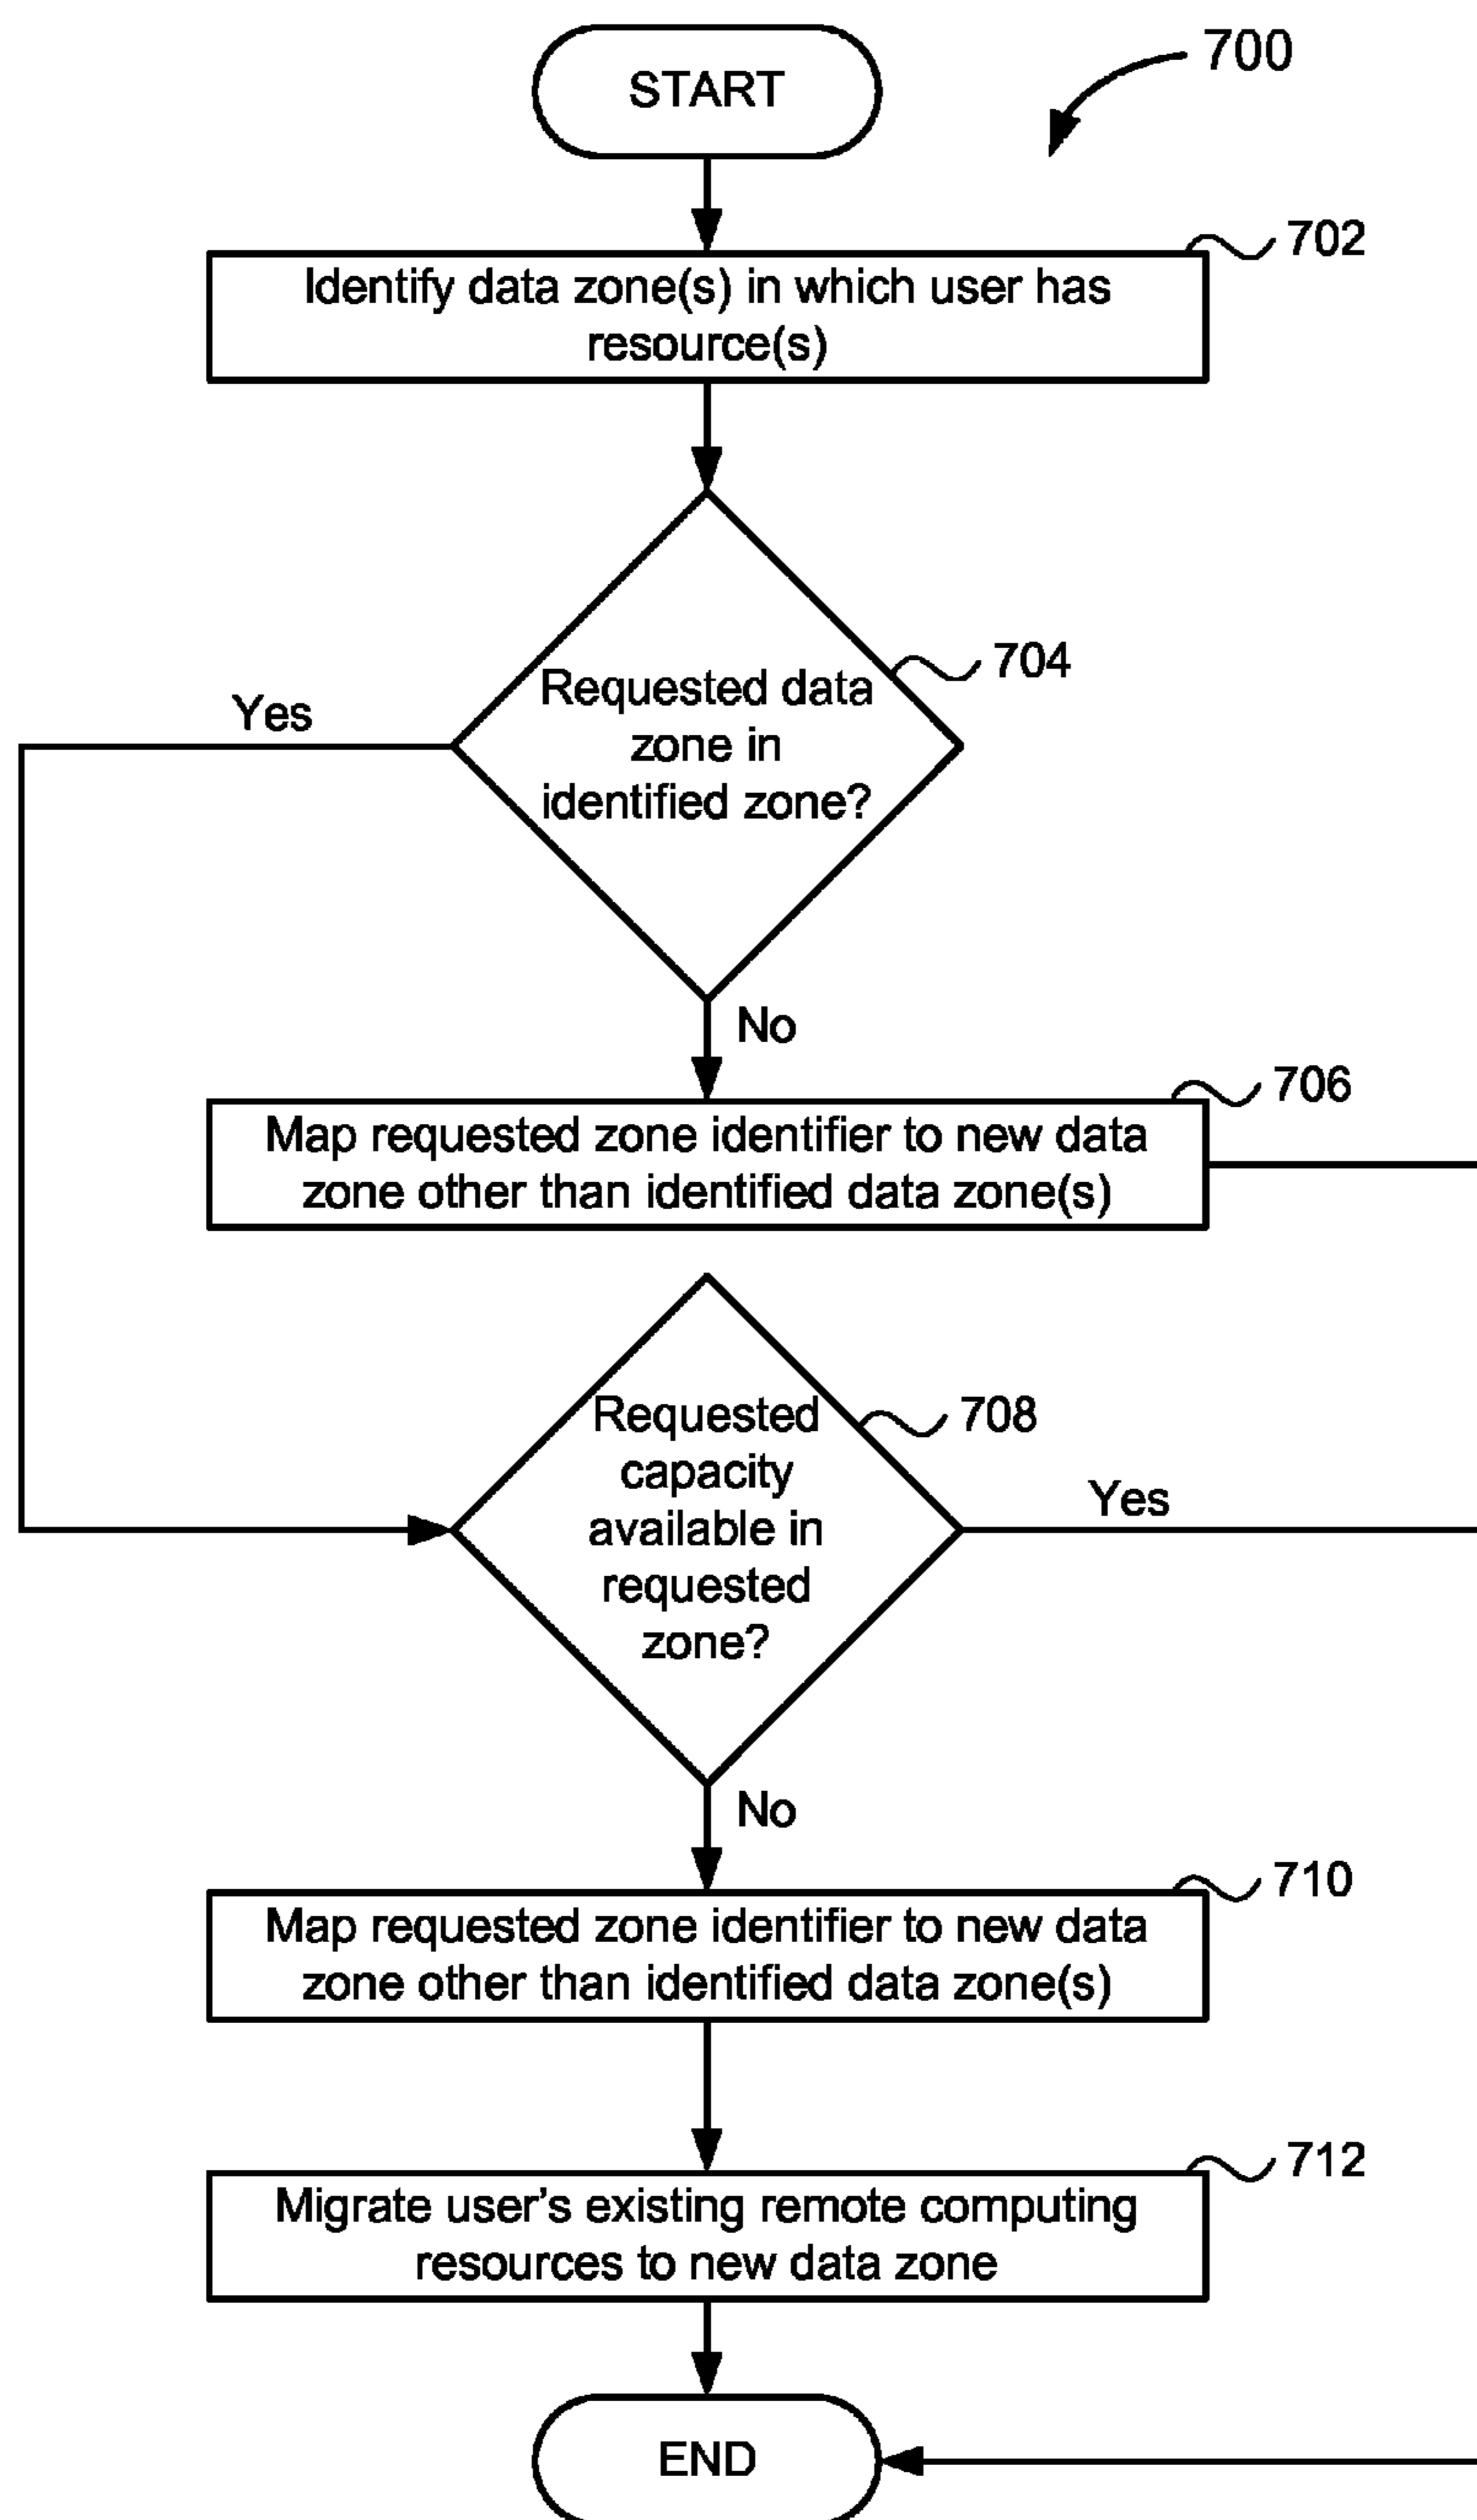 START
700
702
Identify data zone(s) in which user has
resource(s)
704
Requested data
zone in
identified zone?
Yes
No
706
Map requested zone identifier to new data
zone other than identified data zone(s)
708
Requested
capacity
available in
requested
zone?
Yes
No
710
Map requested zone identifier to new data
zone other than identified data zone(s)
712
Migrate user's existing remote computing
resources to new data zone
END